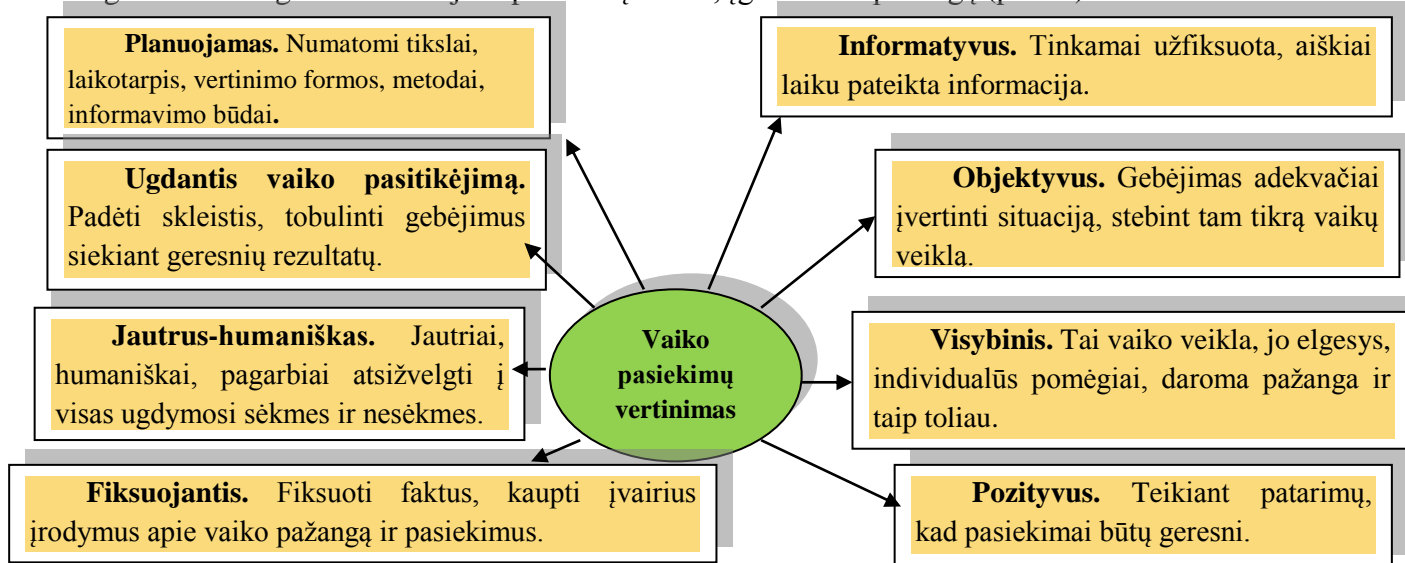 Planuojamas. Numatomi tikslai,
laikotarpis, vertinimo formos, metodai,
informavimo būdai.
Informatyvus. Tinkamai užfiksuota, aiškiai
laiku pateikta informacija.
Ugdantis vaiko pasitikėjimą.
Padėti skleistis, tobulinti gebėjimus
siekiant geresnių rezultatų.
Objektyvus. Gebėjimas adekvačiai
įvertinti situaciją, stebint tam tikrą vaikų
veiklą.
Jautrus-humaniškas. Jautriai,
humaniškai, pagarbiai atsižvelgti į
visas ugdymosi sėkmes ir nesėkmes.
Vaiko
pasiekimų
vertinimas
Visybinis. Tai vaiko veikla, jo elgesys,
individualūs pomėgiai, daroma pažanga ir
taip toliau.
Fiksuojantis. Fiksuoti faktus, kaupti įvairius
įrodymus apie vaiko pažangą ir pasiekimus.
Pozityvus. Teikiant patarimų,
kad pasiekimai būtų geresni.